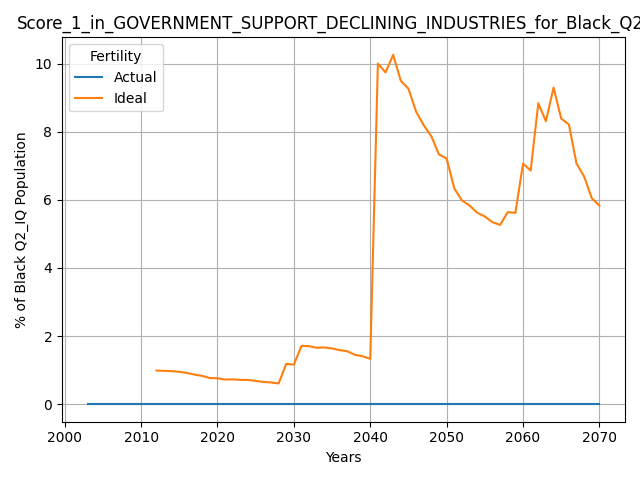 Score_1_in_GOVERNMENT_SUPPORT_DECLINING_INDUSTRIES_for_Black_Q2
Fertility
Actual
Ideal
10
8
6
4
2
0
% of Black Q2_IQ Population
2000 2010 2020 2030 2040 2050 2060 2070
Years